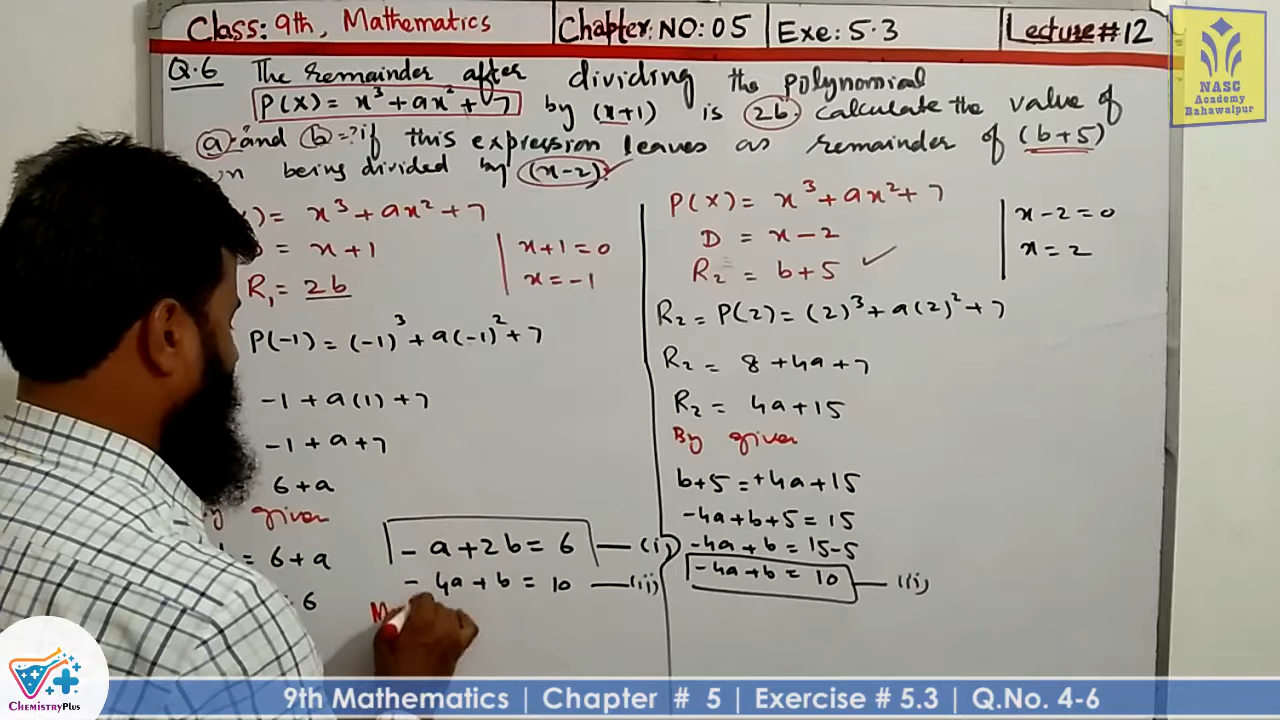 Class: 9th, Mathematics
Chapter: NO: 05
Exe: 5.3
Lecture # 12
NASC
Academy
Bahawalpur
Q.6 The remainder after dividing the polynomial
P(x) = x³ + ax² + 7 by (x+1) is 2b. calculate the value of
a and b =? if this expression leaves as remainder of (b+5)
being divided by (x-2).
) = x³ + ax² + 7
= x + 1
R₁ = 2b
x+1 = 0
x = -1
P(-1) = (-1)³ + a(-1)² + 7
-1 + a(1) + 7
-1 + a + 7
6 + a
given
= 6 + a
6
- a + 2b = 6 — (i)
- 4a + b = 10 — (ii)
P(x) = x³ + ax² + 7
D = x - 2
R₂ = b + 5 ✓
x - 2 = 0
x = 2
R₂ = P(2) = (2)³ + a(2)² + 7
R₂ = 8 + 4a + 7
R₂ = 4a + 15
By given
b + 5 = +4a + 15
-4a + b + 5 = 15
-4a + b = 15 - 5
-4a + b = 10 — (ii)
ChemistryPlus
9th Mathematics | Chapter # 5 | Exercise # 5.3 | Q.No. 4-6